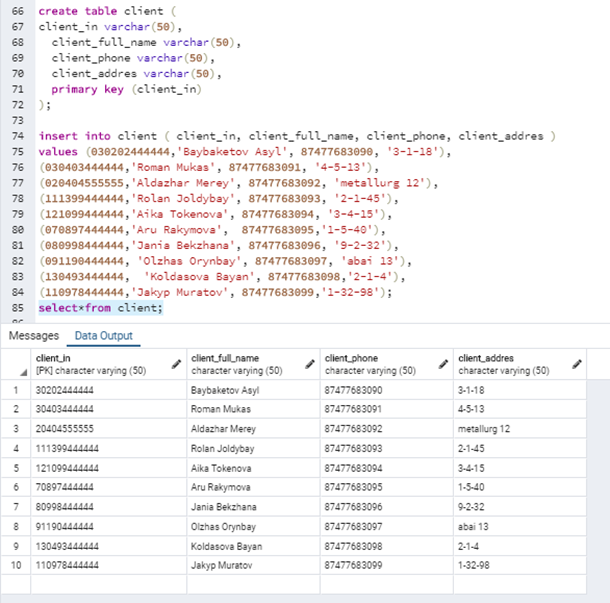 66 create table client (
67 client_in varchar(50),
68 client_full_name varchar(50),
69 client_phone varchar(50),
70 client_addres varchar(50),
71 primary key (client_in)
72 );
73
74 insert into client ( client_in, client_full_name, client_phone, client_addres )
75 values (030202444444,'Baybaketov Asyl', 87477683090, '3-1-18'),
76 (030403444444,'Roman Mukas', 87477683091, '4-5-13'),
77 (020404555555,'Aldazhar Merey', 87477683092, 'metallurg 12'),
78 (111399444444,'Rolan Joldybay', 87477683093, '2-1-45'),
79 (121099444444,'Aika Tokenova', 87477683094, '3-4-15'),
80 (070897444444,'Aru Rakymova', 87477683095,'1-5-40'),
81 (080998444444,'Jania Bekzhana', 87477683096, '9-2-32'),
82 (091190444444, 'Olzhas Orynbay', 87477683097, 'abai 13'),
83 (130493444444, 'Koldasova Bayan', 87477683098,'2-1-4'),
84 (110978444444,'Jakyp Muratov', 87477683099,'1-32-98');
85 select*from client;
Messages Data Output
client_in client_full_name client_phone client_addres
[PK] character varying (50) character varying (50) character varying (50) character varying (50)
1 30202444444 Baybaketov Asyl 87477683090 3-1-18
2 30403444444 Roman Mukas 87477683091 4-5-13
3 20404555555 Aldazhar Merey 87477683092 metallurg 12
4 111399444444 Rolan Joldybay 87477683093 2-1-45
5 121099444444 Aika Tokenova 87477683094 3-4-15
6 70897444444 Aru Rakymova 87477683095 1-5-40
7 80998444444 Jania Bekzhana 87477683096 9-2-32
8 91190444444 Olzhas Orynbay 87477683097 abai 13
9 130493444444 Koldasova Bayan 87477683098 2-1-4
10 110978444444 Jakyp Muratov 87477683099 1-32-98